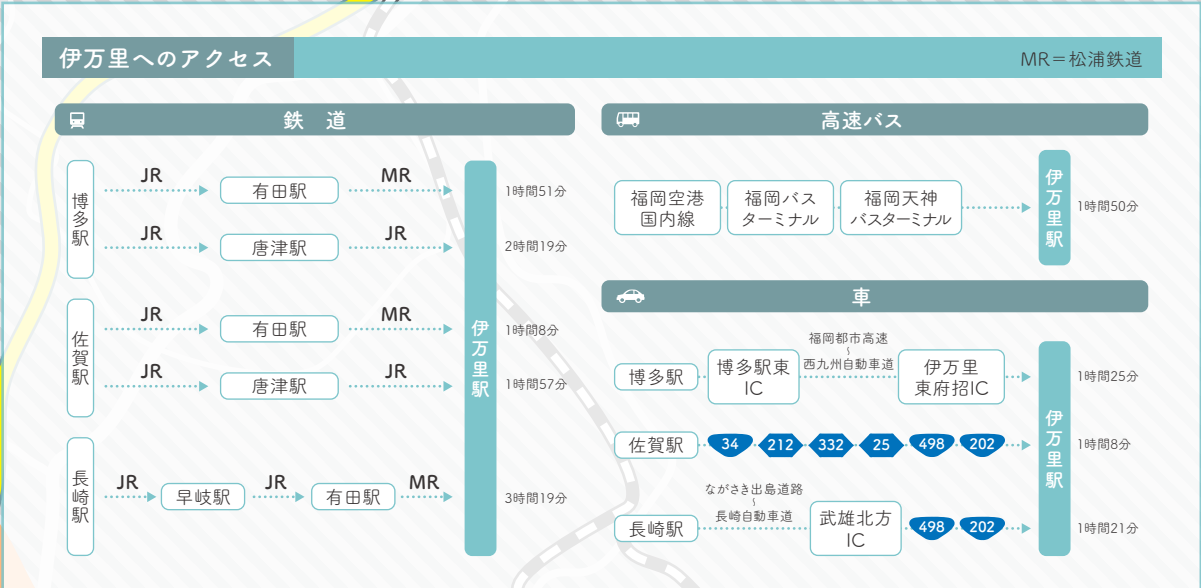 伊万里へのアクセス
MR＝松浦鉄道
鉄 道
博多駅
JR
有田駅
MR
1時間51分
JR
唐津駅
JR
2時間19分
佐賀駅
JR
有田駅
MR
1時間8分
JR
唐津駅
JR
1時間57分
長崎駅
JR
早岐駅
JR
有田駅
MR
3時間19分
伊万里駅
高速バス
福岡空港
国内線
福岡バス
ターミナル
福岡天神
バスターミナル
伊万里駅
1時間50分
車
博多駅
博多駅東
IC
福岡都市高速
～
西九州自動車道
伊万里
東府招IC
1時間25分
佐賀駅
34
212
332
25
498
202
1時間8分
長崎駅
ながさき出島道路
～
長崎自動車道
武雄北方
IC
498
202
1時間21分
伊万里駅